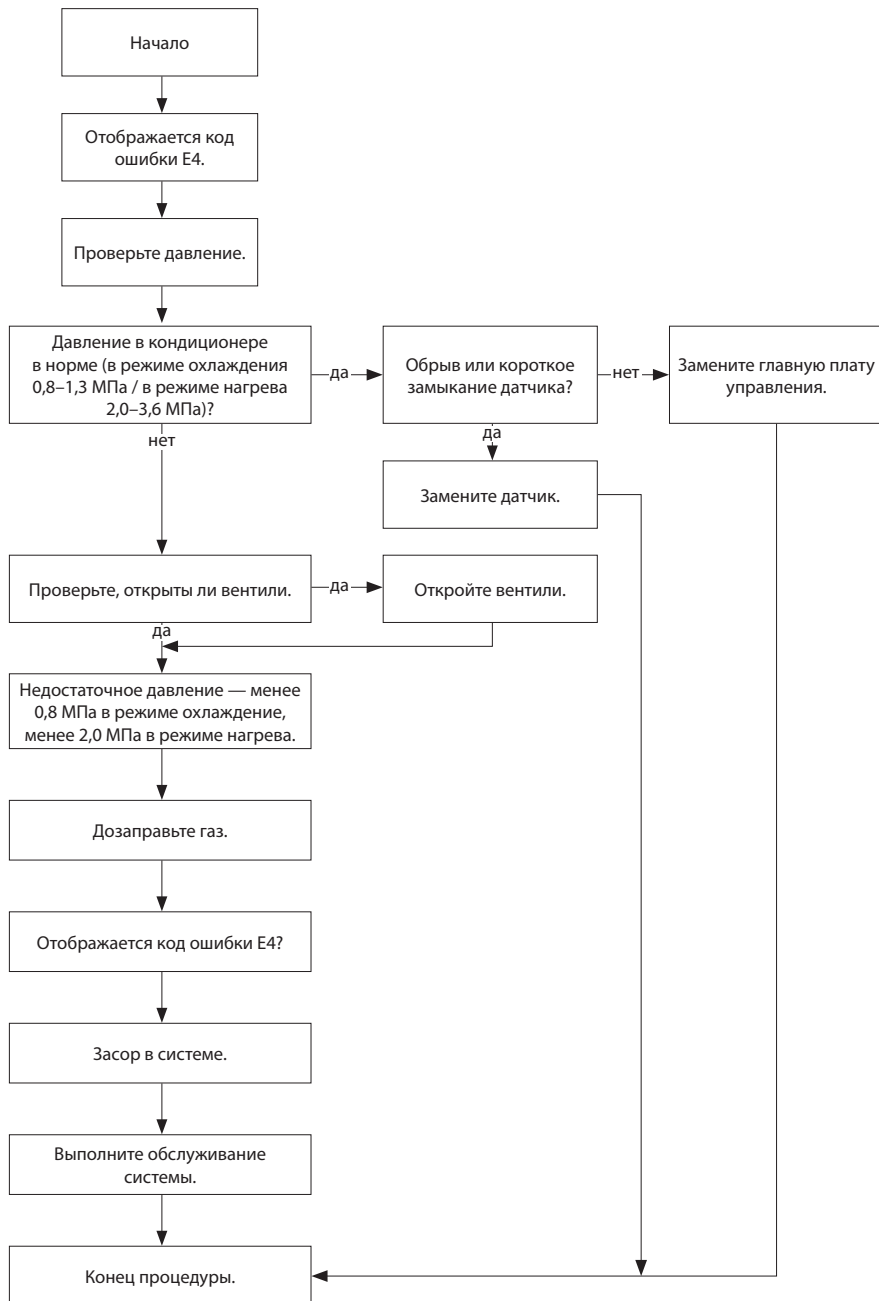 Начало
Отображается код
ошибки E4.
Проверьте давление.
Давление в кондиционере
в норме (в режиме охлаждения
0,8–1,3 МПа / в режиме нагрева
2,0–3,6 МПа)?
да
Обрыв или короткое
замыкание датчика?
нет
Замените главную плату
управления.
нет
да
Замените датчик.
Проверьте, открыты ли вентили.
да
Откройте вентили.
да
Недостаточное давление — менее
0,8 МПа в режиме охлаждение,
менее 2,0 МПа в режиме нагрева.
Дозаправьте газ.
Отображается код ошибки E4?
Засор в системе.
Выполните обслуживание
системы.
Конец процедуры.